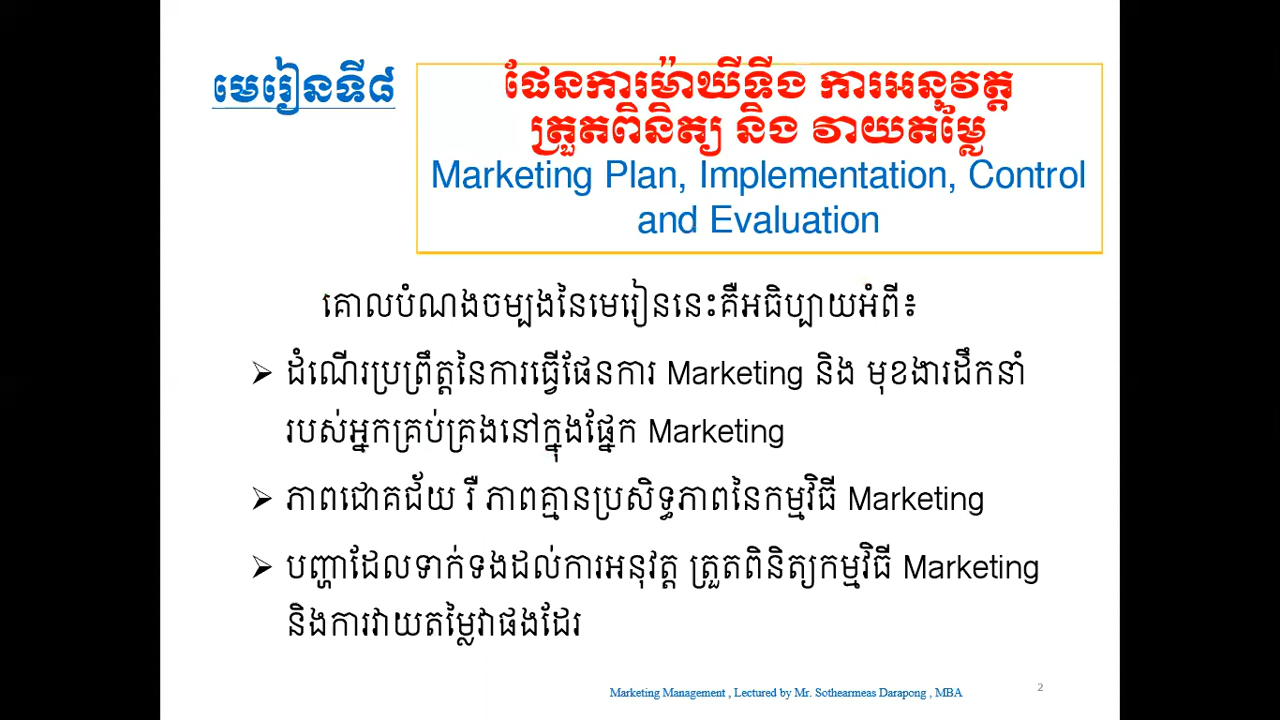 មេរៀនទី៨
ផែនការម៉ាឃីទីង ការអនុវត្ត
ត្រួតពិនិត្យ និង វាយតម្លៃ
Marketing Plan, Implementation, Control
and Evaluation
គោលបំណងចម្បងនៃមេរៀននេះគឺអធិប្បាយអំពី៖
➢ ដំណើរប្រព្រឹត្តនៃការធ្វើផែនការ Marketing និង មុខងារដឹកនាំ
របស់អ្នកគ្រប់គ្រងនៅក្នុងផ្នែក Marketing
➢ ភាពជោគជ័យ រឺ ភាពគ្មានប្រសិទ្ធភាពនៃកម្មវិធី Marketing
➢ បញ្ហាដែលទាក់ទងដល់ការអនុវត្ត ត្រួតពិនិត្យកម្មវិធី Marketing
និងការវាយតម្លៃវាផងដែរ
Marketing Management , Lectured by Mr. Sothearmeas Darapong , MBA
2